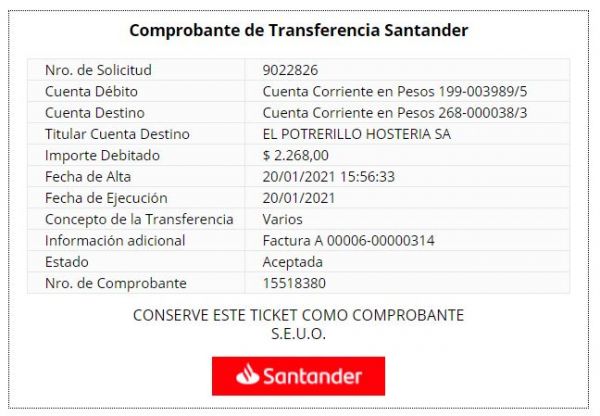 Comprobante de Transferencia Santander
Nro. de Solicitud 9022826
Cuenta Débito Cuenta Corriente en Pesos 199-003989/5
Cuenta Destino Cuenta Corriente en Pesos 268-000038/3
Titular Cuenta Destino EL POTRERILLO HOSTERIA SA
Importe Debitado $ 2.268,00
Fecha de Alta 20/01/2021 15:56:33
Fecha de Ejecución 20/01/2021
Concepto de la Transferencia Varios
Información adicional Factura A 00006-00000314
Estado Aceptada
Nro. de Comprobante 15518380
CONSERVE ESTE TICKET COMO COMPROBANTE
S.E.U.O.
Santander